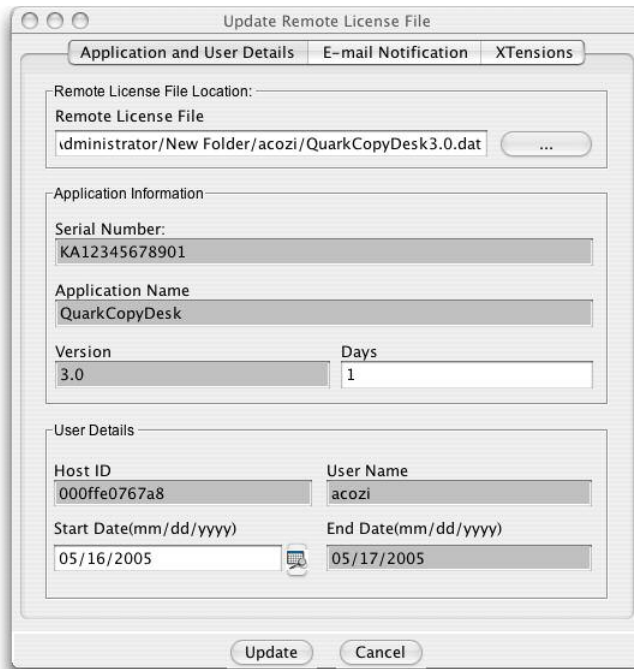 Update Remote License File
Application and User Details E-mail Notification XTensions
Remote License File Location:
Remote License File
dministrator/New Folder/acozi/QuarkCopyDesk3.0.dat ...
Application Information
Serial Number:
KA12345678901
Application Name
QuarkCopyDesk
Version Days
3.0 1
User Details
Host ID User Name
000ffe0767a8 acozi
Start Date(mm/dd/yyyy) End Date(mm/dd/yyyy)
05/16/2005 05/17/2005
Update Cancel